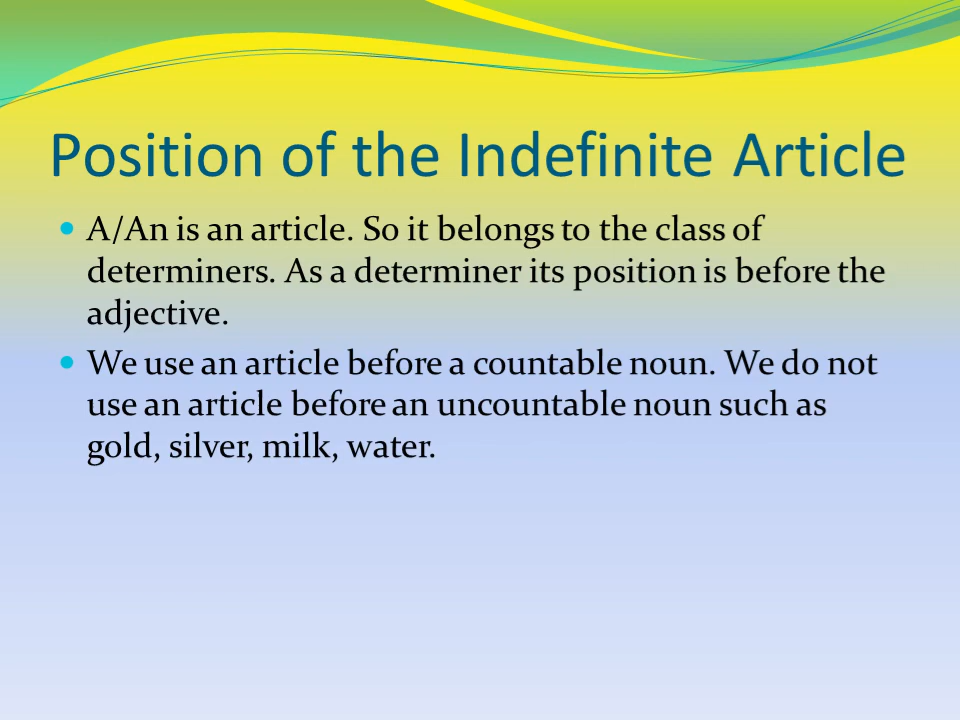 Position of the Indefinite Article
A/An is an article. So it belongs to the class of
determiners. As a determiner its position is before the
adjective.
We use an article before a countable noun. We do not
use an article before an uncountable noun such as
gold, silver, milk, water.